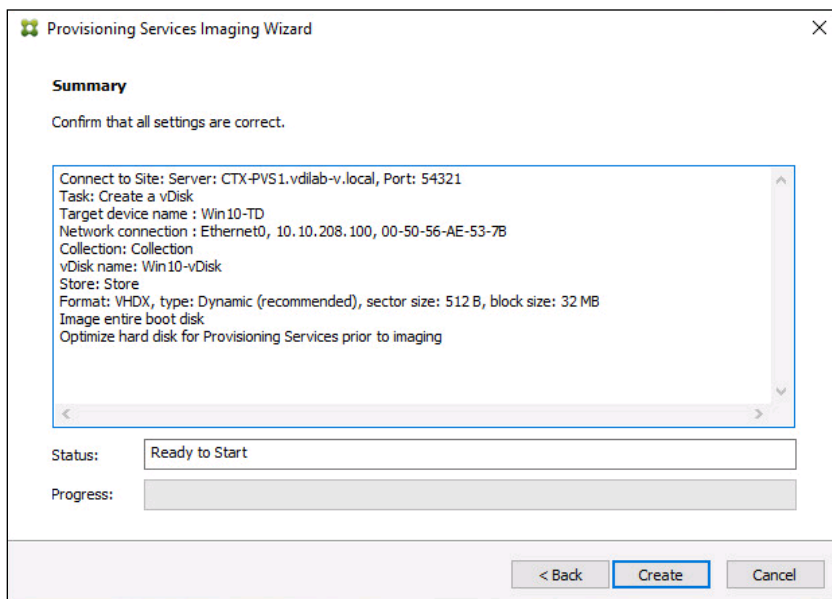 Provisioning Services Imaging Wizard
Summary
Confirm that all settings are correct.
Connect to Site: Server: CTX-PVS1.vdilab-v.local, Port: 54321
Task: Create a vDisk
Target device name : Win10-TD
Network connection : Ethernet0, 10.10.208.100, 00-50-56-AE-53-7B
Collection: Collection
vDisk name: Win10-vDisk
Store: Store
Format: VHDX, type: Dynamic (recommended), sector size: 512 B, block size: 32 MB
Image entire boot disk
Optimize hard disk for Provisioning Services prior to imaging
Status: Ready to Start
Progress:
< Back Create Cancel